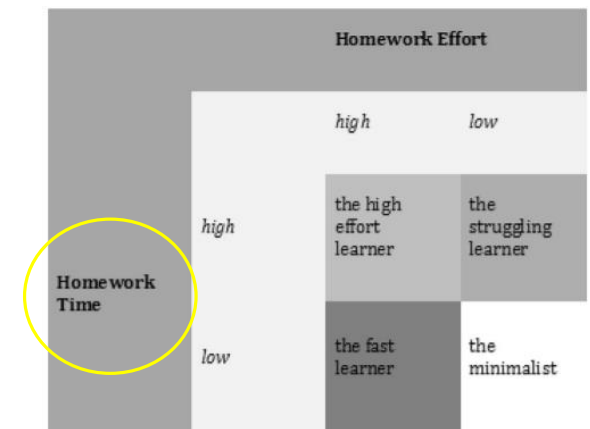 Homework Effort
high low
high
the high effort learner
the struggling learner
Homework Time
low
the fast learner
the minimalist